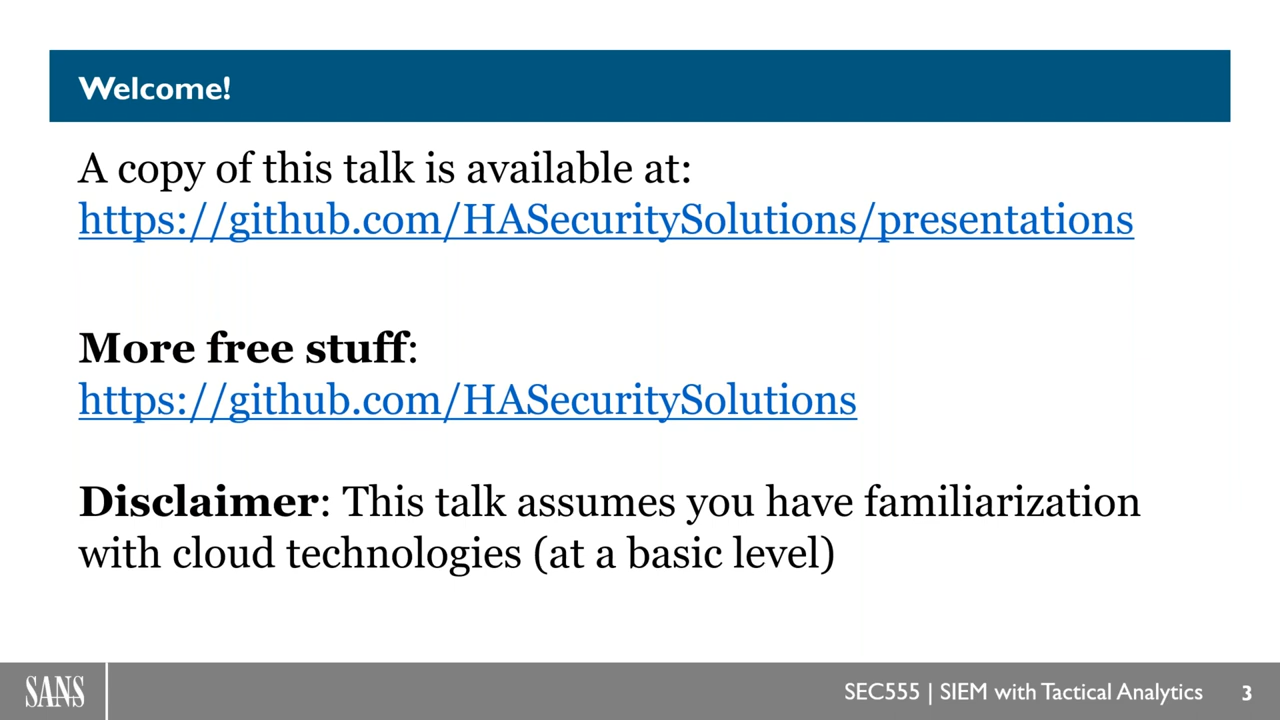 Welcome!
A copy of this talk is available at:
https://github.com/HASecuritySolutions/presentations
More free stuff:
https://github.com/HASecuritySolutions
Disclaimer: This talk assumes you have familiarization
with cloud technologies (at a basic level)
SANS
SEC555 | SIEM with Tactical Analytics
3